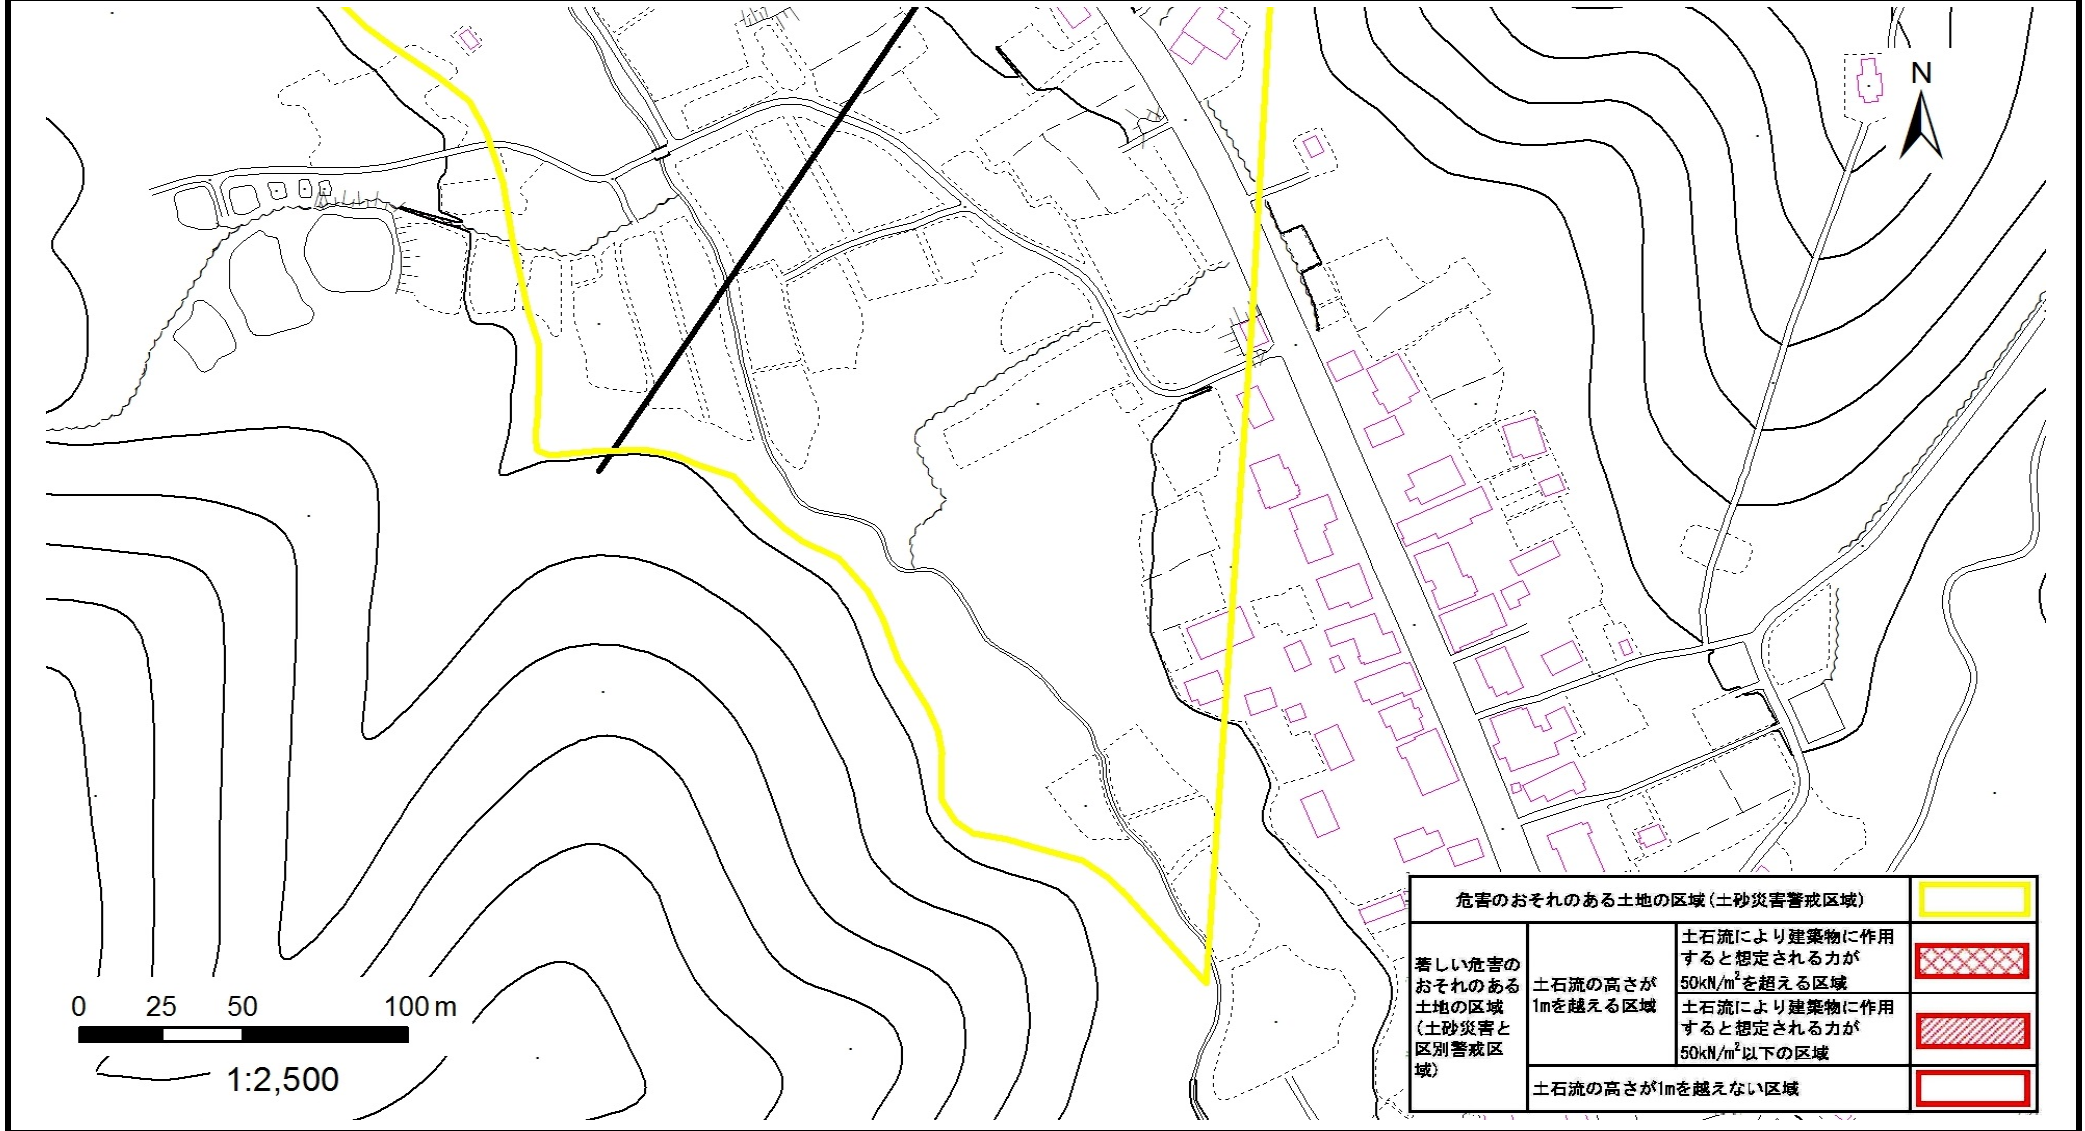 N
危害のおそれのある土地の区域(土砂災害警戒区域)
著しい危害の
おそれのある
土地の区域
(土砂災害と
区別警戒区
域)
土石流の高さが
1mを越える区域
土石流により建築物に作用
すると想定される力が
50kN/m²を超える区域
土石流により建築物に作用
すると想定される力が
50kN/m²以下の区域
土石流の高さが1mを越えない区域
0 25 50 100 m
1:2,500